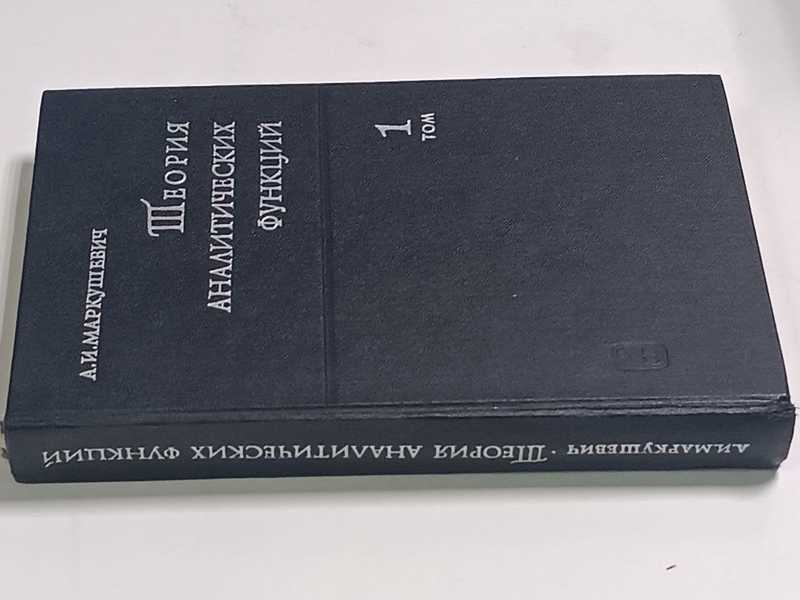 А.И.МАРКУШЕВИЧ
ТЕОРИЯ
АНАЛИТИЧЕСКИХ
ФУНКЦИЙ
1
ТОМ
А.И.МАРКУШЕВИЧ · ТЕОРИЯ АНАЛИТИЧЕСКИХ ФУНКЦИЙ